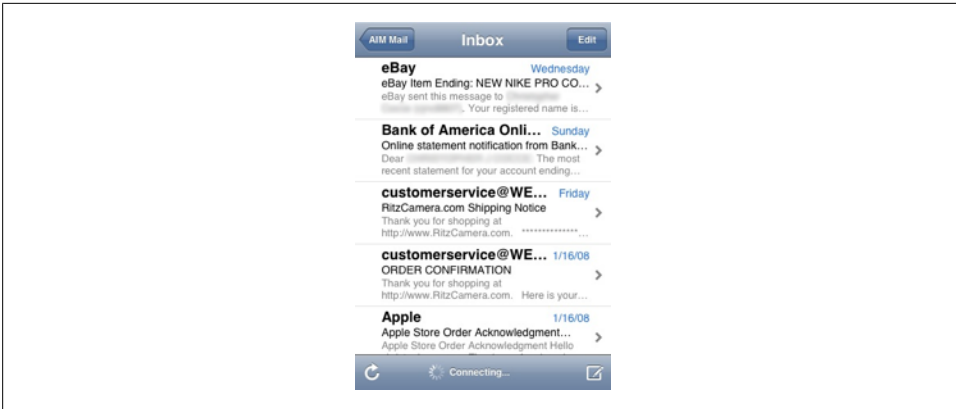 AIM Mail Inbox Edit
eBay Wednesday
eBay Item Ending: NEW NIKE PRO CO...
eBay sent this message to
. Your registered name is...
Bank of America Onli... Sunday
Online statement notification from Bank...
Dear The most
recent statement for your account ending...
customerservice@WE... Friday
RitzCamera.com Shipping Notice
Thank you for shopping at
http://www.RitzCamera.com. **************...
customerservice@WE... 1/16/08
ORDER CONFIRMATION
Thank you for shopping at
http://www.RitzCamera.com. Here is your...
Apple 1/16/08
Apple Store Order Acknowledgment...
Apple Store Order Acknowledgment Hello
Connecting...